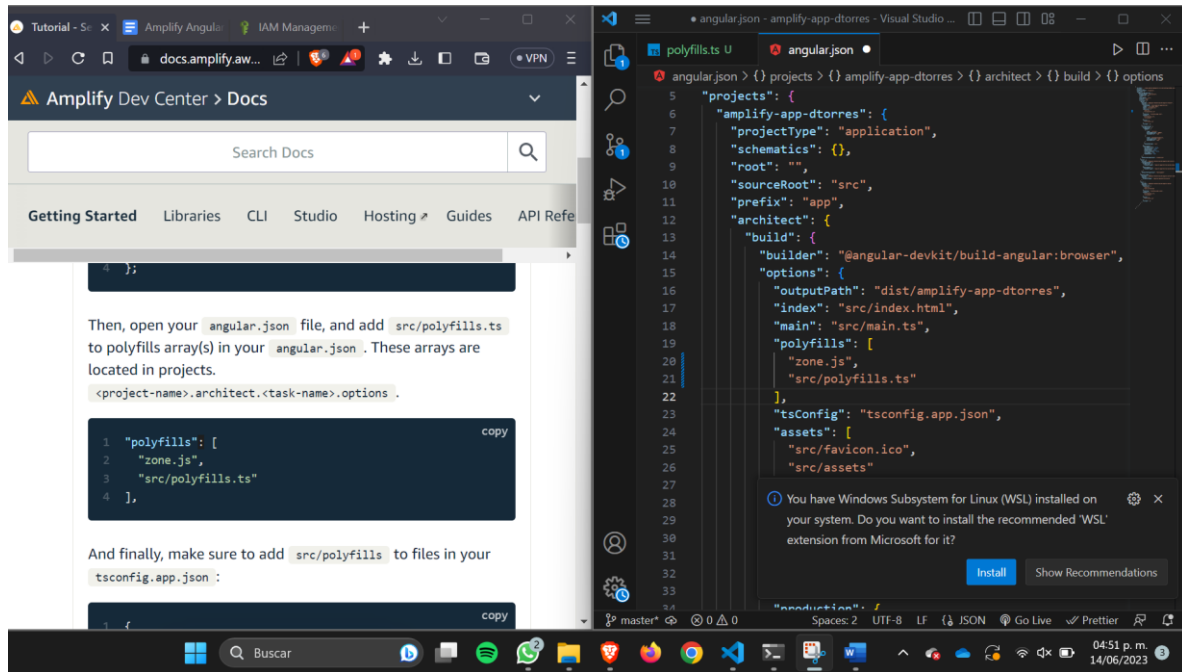 Tutorial - Se
Amplify Angular
IAM Manageme
docs.amplify.aw...
VPN
Amplify Dev Center > Docs
Search Docs
Getting Started Libraries CLI Studio Hosting Guides API Refe
4 };
Then, open your angular.json file, and add src/polyfills.ts
to polyfills array(s) in your angular.json . These arrays are
located in projects.
<project-name>.architect.<task-name>.options .
copy
1 "polyfills": [
2 "zone.js",
3 "src/polyfills.ts"
4 ],
And finally, make sure to add src/polyfills to files in your
tsconfig.app.json :
copy
1 {
● angular.json - amplify-app-dtorres - Visual Studio ...
polyfills.ts U
angular.json ●
angular.json > {} projects > {} amplify-app-dtorres > {} architect > {} build > {} options
5 "projects": {
6 "amplify-app-dtorres": {
7 "projectType": "application",
8 "schematics": {},
9 "root": "",
10 "sourceRoot": "src",
11 "prefix": "app",
12 "architect": {
13 "build": {
14 "builder": "@angular-devkit/build-angular:browser",
15 "options": {
16 "outputPath": "dist/amplify-app-dtorres",
17 "index": "src/index.html",
18 "main": "src/main.ts",
19 "polyfills": [
20 "zone.js",
21 "src/polyfills.ts"
22 ],
23 "tsConfig": "tsconfig.app.json",
24 "assets": [
25 "src/favicon.ico",
26 "src/assets"
27
28
29
30
31
32
33
34 "production": {
You have Windows Subsystem for Linux (WSL) installed on
your system. Do you want to install the recommended 'WSL'
extension from Microsoft for it?
Install Show Recommendations
master* 0 0 Spaces: 2 UTF-8 LF {} JSON Go Live Prettier
Buscar
2
04:51 p. m.
14/06/2023
3